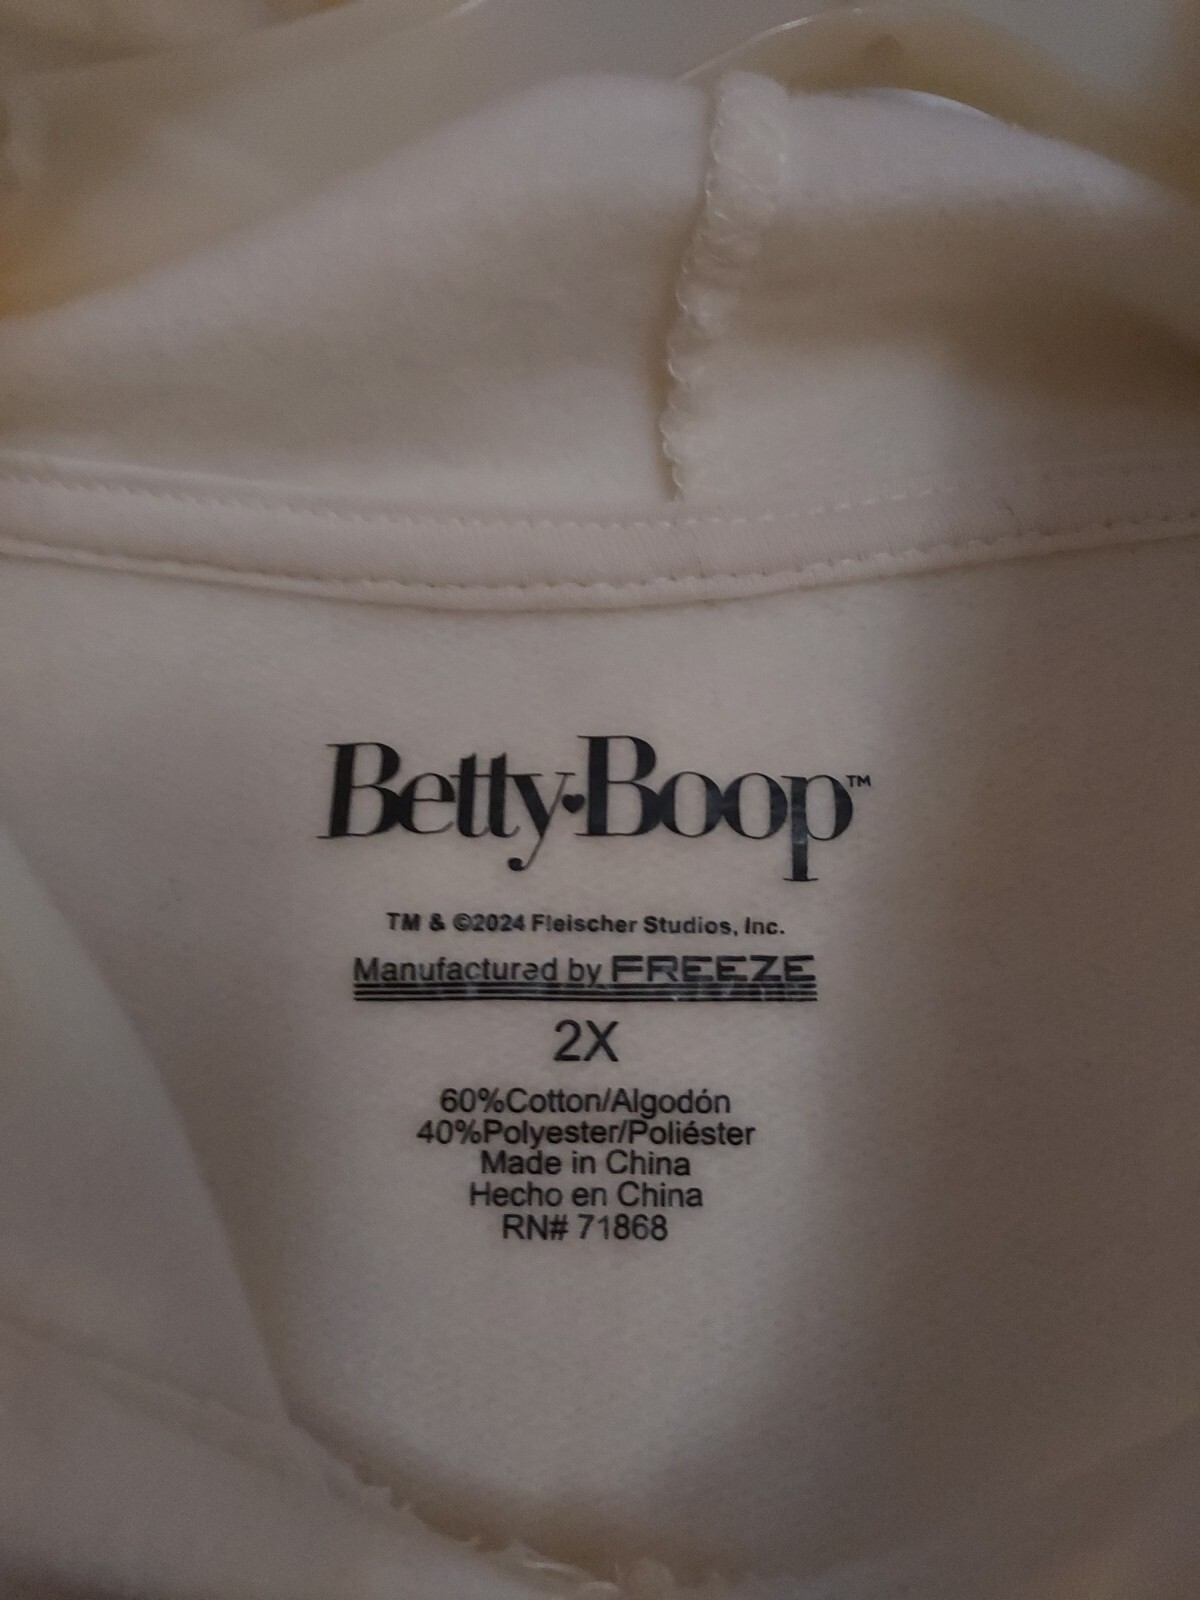 Betty♥Boop™
TM & ©2024 Fleischer Studios, Inc.
Manufactured by FREEZE
2X
60%Cotton/Algodón
40%Polyester/Poliéster
Made in China
Hecho en China
RN# 71868